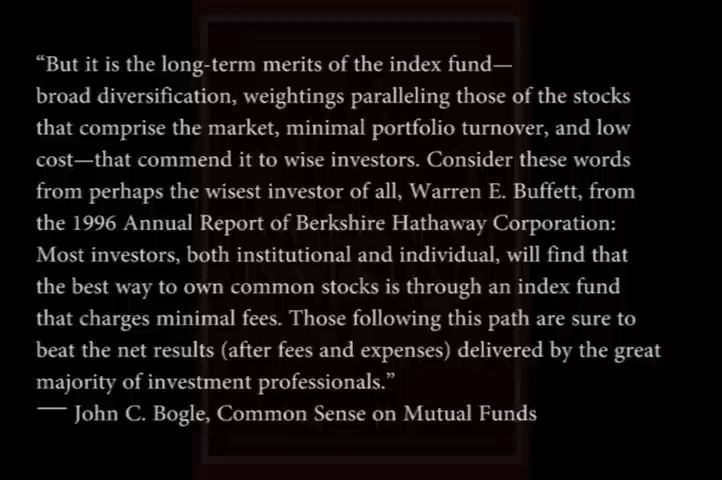 “But it is the long-term merits of the index fund—
broad diversification, weightings paralleling those of the stocks
that comprise the market, minimal portfolio turnover, and low
cost—that commend it to wise investors. Consider these words
from perhaps the wisest investor of all, Warren E. Buffett, from
the 1996 Annual Report of Berkshire Hathaway Corporation:
Most investors, both institutional and individual, will find that
the best way to own common stocks is through an index fund
that charges minimal fees. Those following this path are sure to
beat the net results (after fees and expenses) delivered by the great
majority of investment professionals.”
— John C. Bogle, Common Sense on Mutual Funds